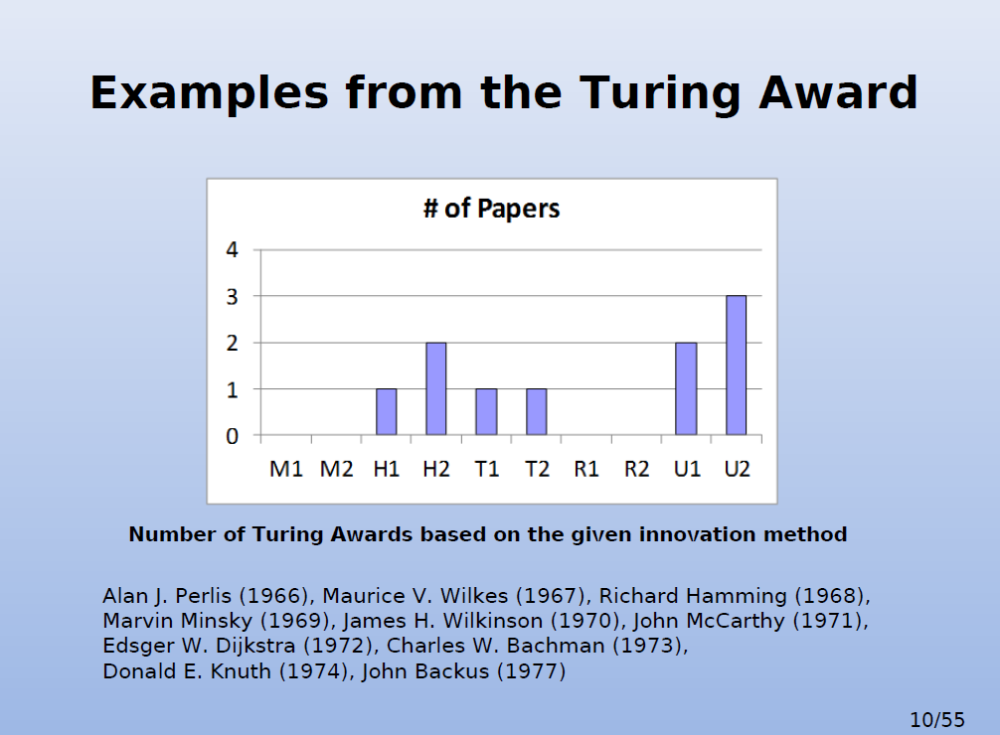 Examples from the Turing Award
# of Papers
4
3
2
1
0
M1 M2 H1 H2 T1 T2 R1 R2 U1 U2
Number of Turing Awards based on the given innovation method
Alan J. Perlis (1966), Maurice V. Wilkes (1967), Richard Hamming (1968),
Marvin Minsky (1969), James H. Wilkinson (1970), John McCarthy (1971),
Edsger W. Dijkstra (1972), Charles W. Bachman (1973),
Donald E. Knuth (1974), John Backus (1977)
10/55